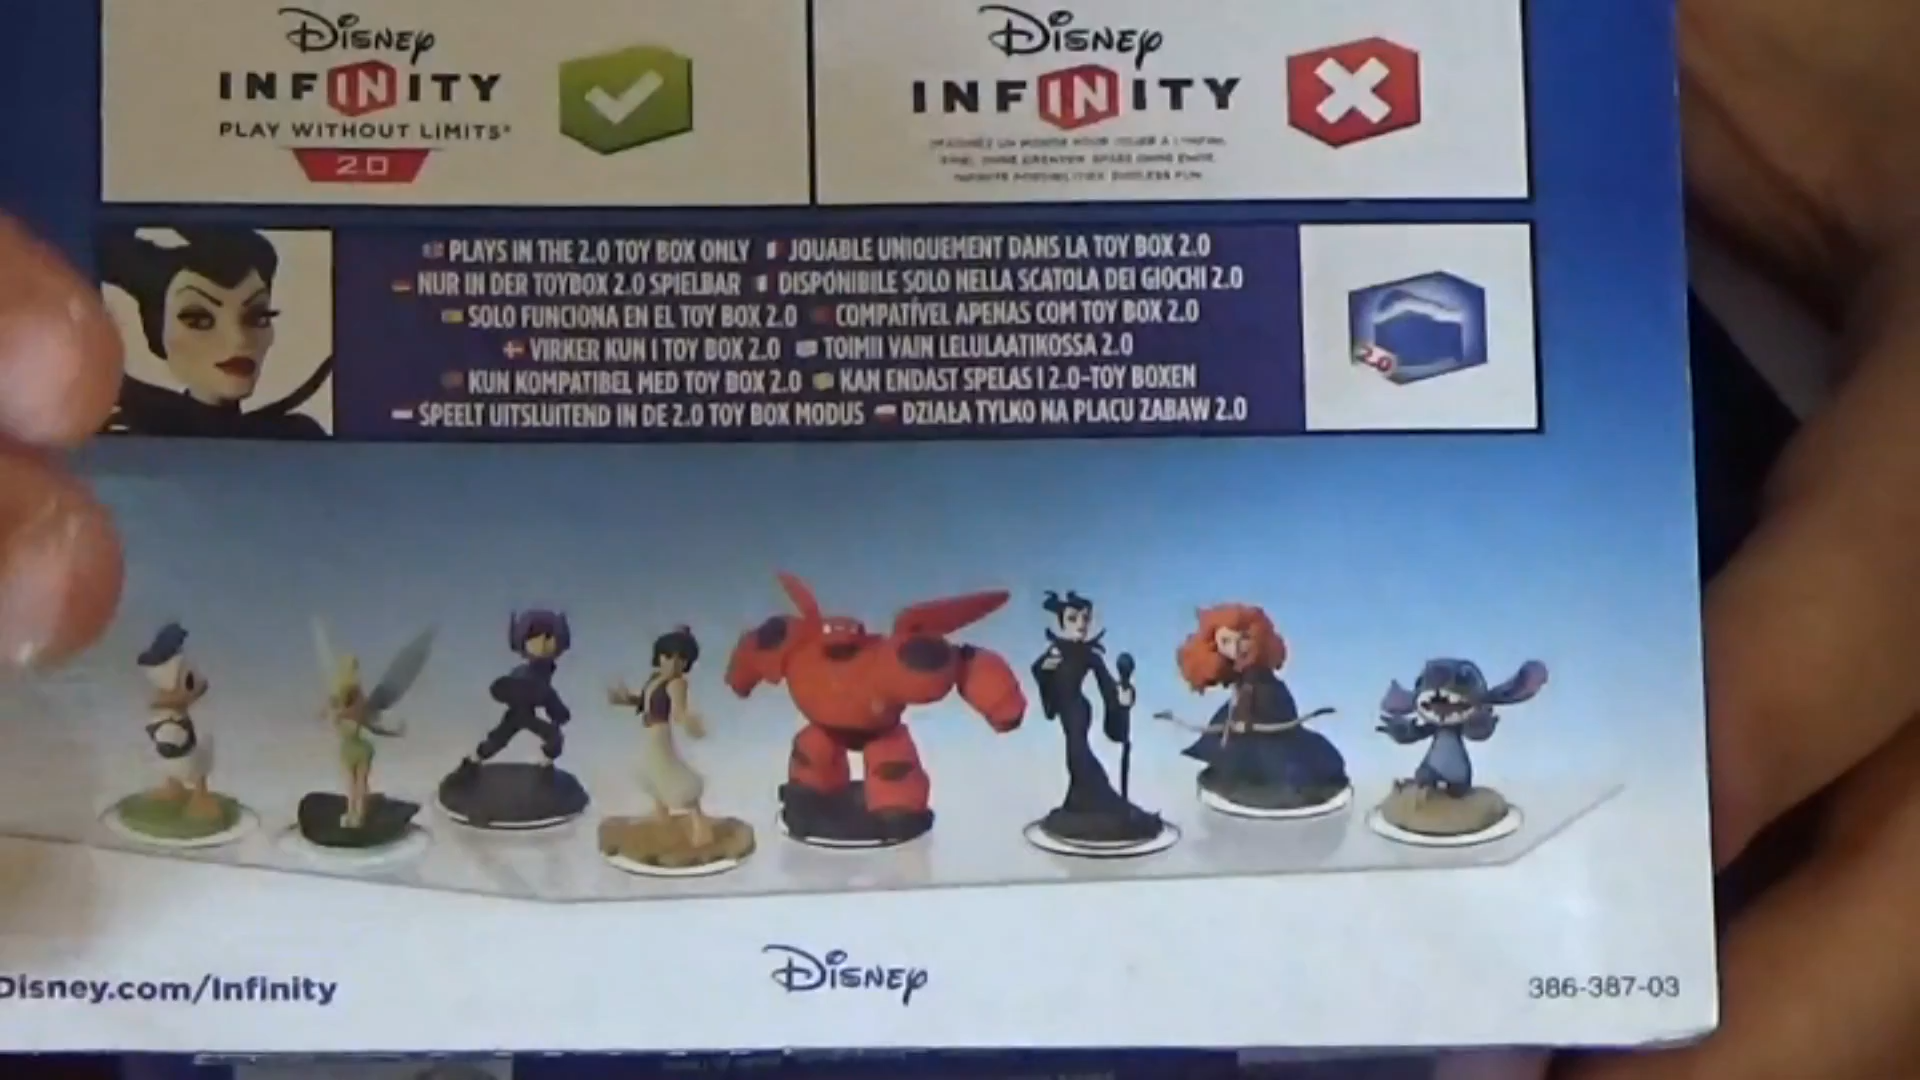 Disney
INFINITY
PLAY WITHOUT LIMITS
2.0
Disney
INFINITY
PLAYS IN THE 2.0 TOY BOX ONLY JOUABLE UNIQUEMENT DANS LA TOY BOX 2.0
NUR IN DER TOYBOX 2.0 SPIELBAR DISPONIBILE SOLO NELLA SCATOLA DEI GIOCHI 2.0
SOLO FUNCIONA EN EL TOY BOX 2.0 COMPATÍVEL APENAS COM TOY BOX 2.0
VIRKER KUN I TOY BOX 2.0 TOIMII VAIN LELULAATIKOSSA 2.0
KUN KOMPATIBEL MED TOY BOX 2.0 KAN ENDAST SPELAS I 2.0-TOY BOXEN
SPEELT UITSLUITEND IN DE 2.0 TOY BOX MODUS DZIAŁA TYLKO NA PLACU ZABAW 2.0
2.0
Disney.com/Infinity
Disney
386-387-03